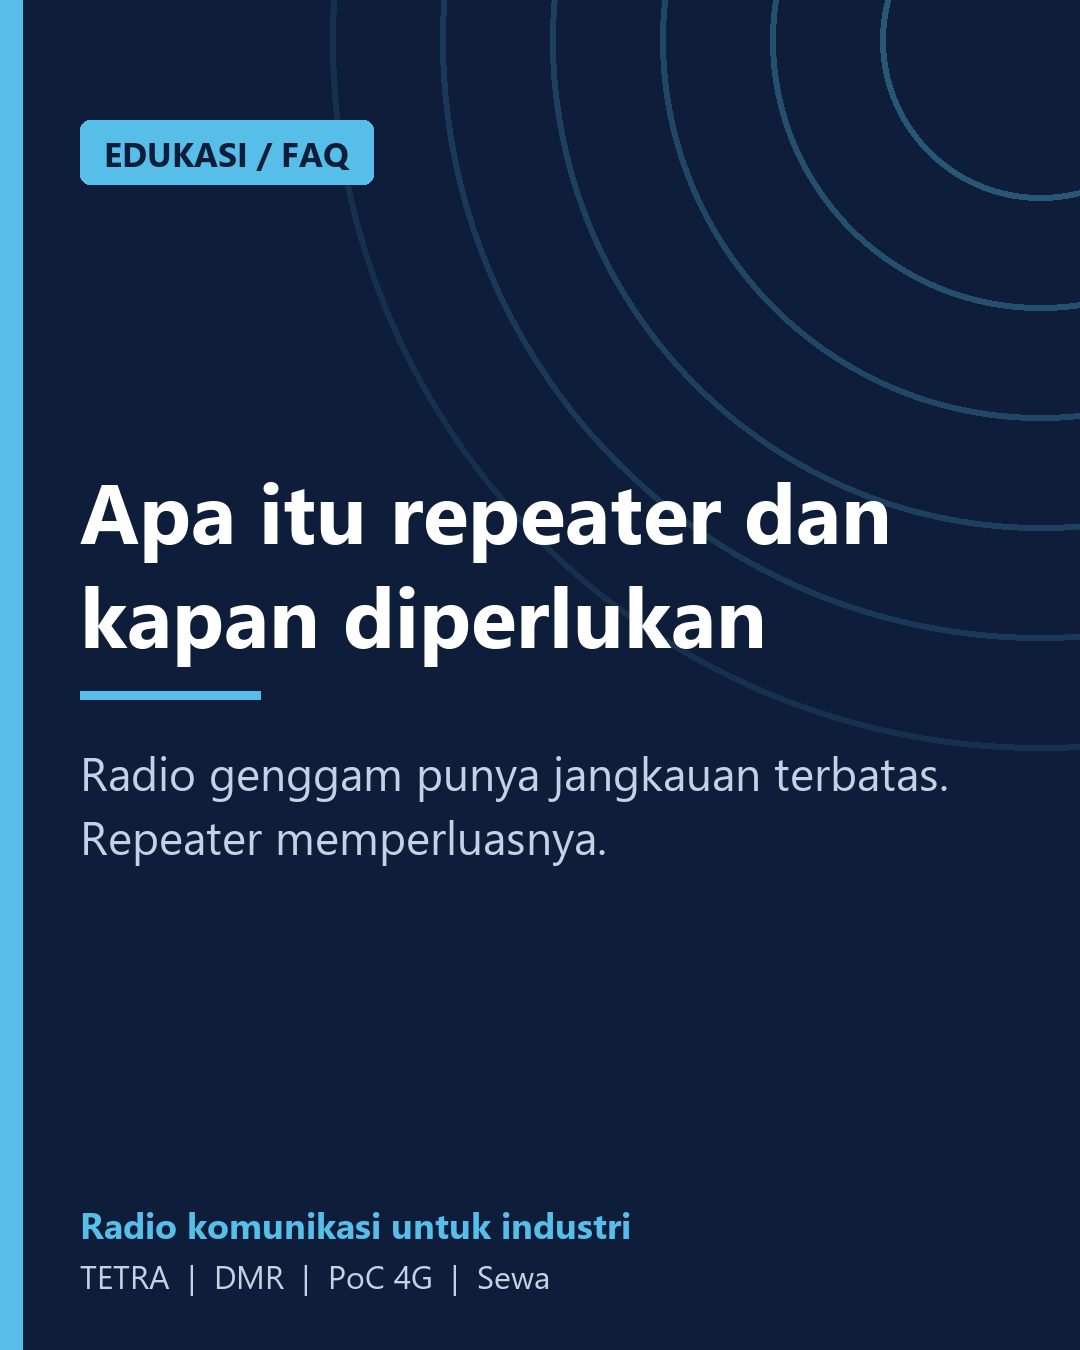 EDUKASI / FAQ
Apa itu repeater dan
kapan diperlukan
Radio genggam punya jangkauan terbatas.
Repeater memperluasnya.
Radio komunikasi untuk industri
TETRA | DMR | PoC 4G | Sewa